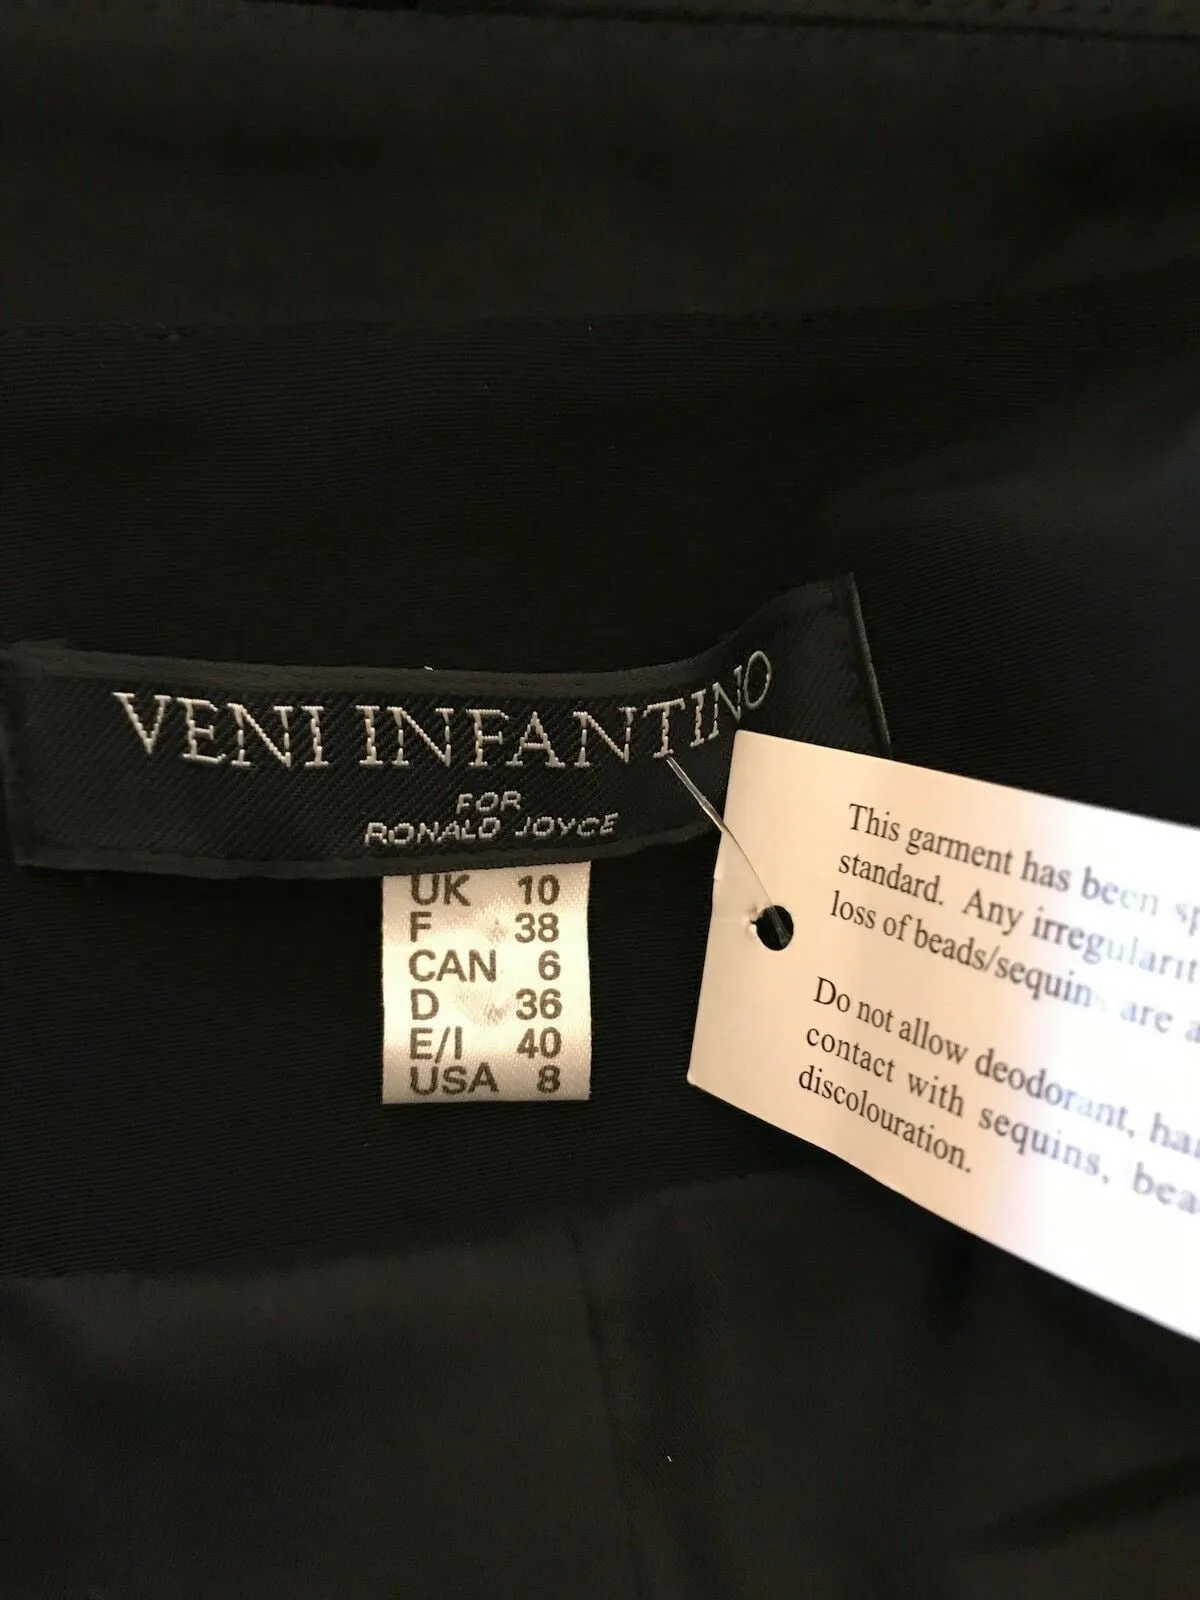 VENI INFANTINO
FOR
RONALD JOYCE
UK 10
F 38
CAN 6
D 36
E/I 40
USA 8
This garment has been
standard. Any
loss of beads/sequins are
Do not allow deodorant,
contact with sequins,
discolouration.